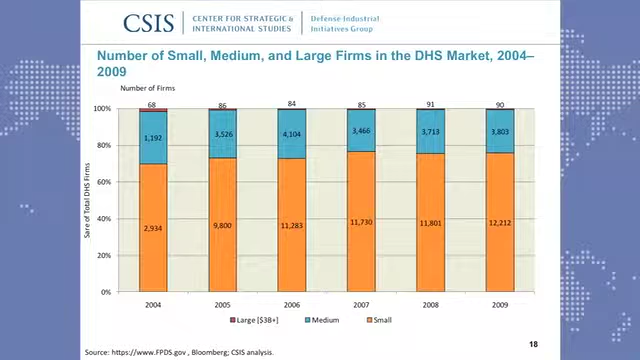 CSIS
CENTER FOR STRATEGIC &
INTERNATIONAL STUDIES
Defense Industrial
Initiatives Group
Number of Small, Medium, and Large Firms in the DHS Market, 2004–
2009
Number of Firms
68 86 84 85 91 90
100%
80%
60%
40%
20%
0%
Sare of Total DHS Firms
1,192 3,526 4,104 3,466 3,713 3,803
2,934 9,800 11,283 11,730 11,801 12,212
2004 2005 2006 2007 2008 2009
Large [$3B+] Medium Small
18
Source: https://www.FPDS.gov , Bloomberg; CSIS analysis.